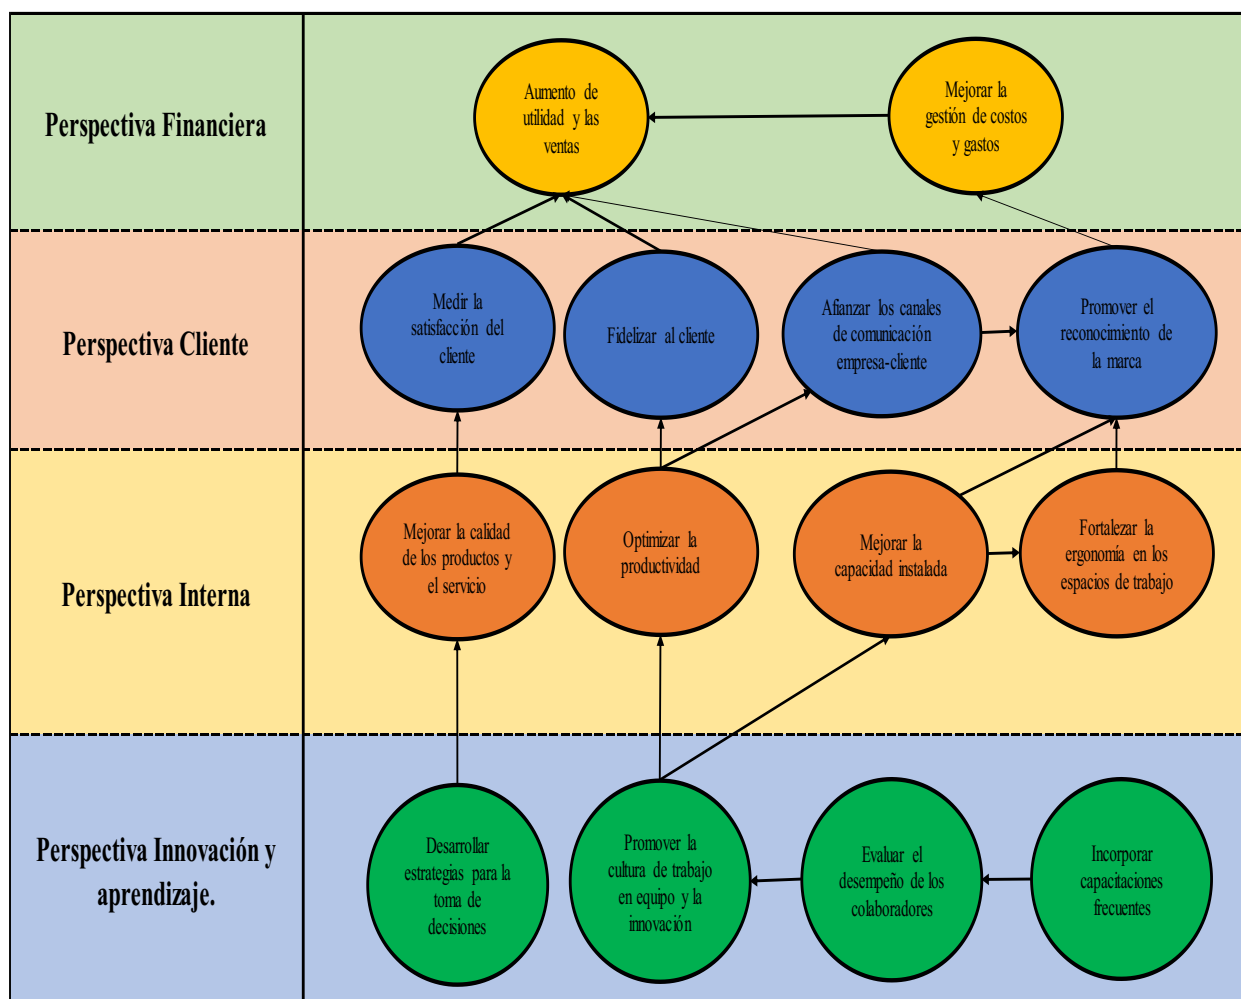 Perspectiva Financiera
Aumento de
utilidad y las
ventas
Mejorar la
gestión de costos
y gastos
Perspectiva Cliente
Medir la
satisfacción del
cliente
Fidelizar al cliente
Afianzar los canales
de comunicación
empresa-cliente
Promover el
reconocimiento de
la marca
Perspectiva Interna
Mejorar la calidad
de los productos y
el servicio
Optimizar la
productividad
Mejorar la
capacidad instalada
Fortalezar la
ergonomía en los
espacios de trabajo
Perspectiva Innovación y
aprendizaje.
Desarrollar
estrategias para la
toma de
decisiones
Promover la
cultura de trabajo
en equipo y la
innovación
Evaluar el
desempeño de los
colaboradores
Incorporar
capacitaciones
frecuentes